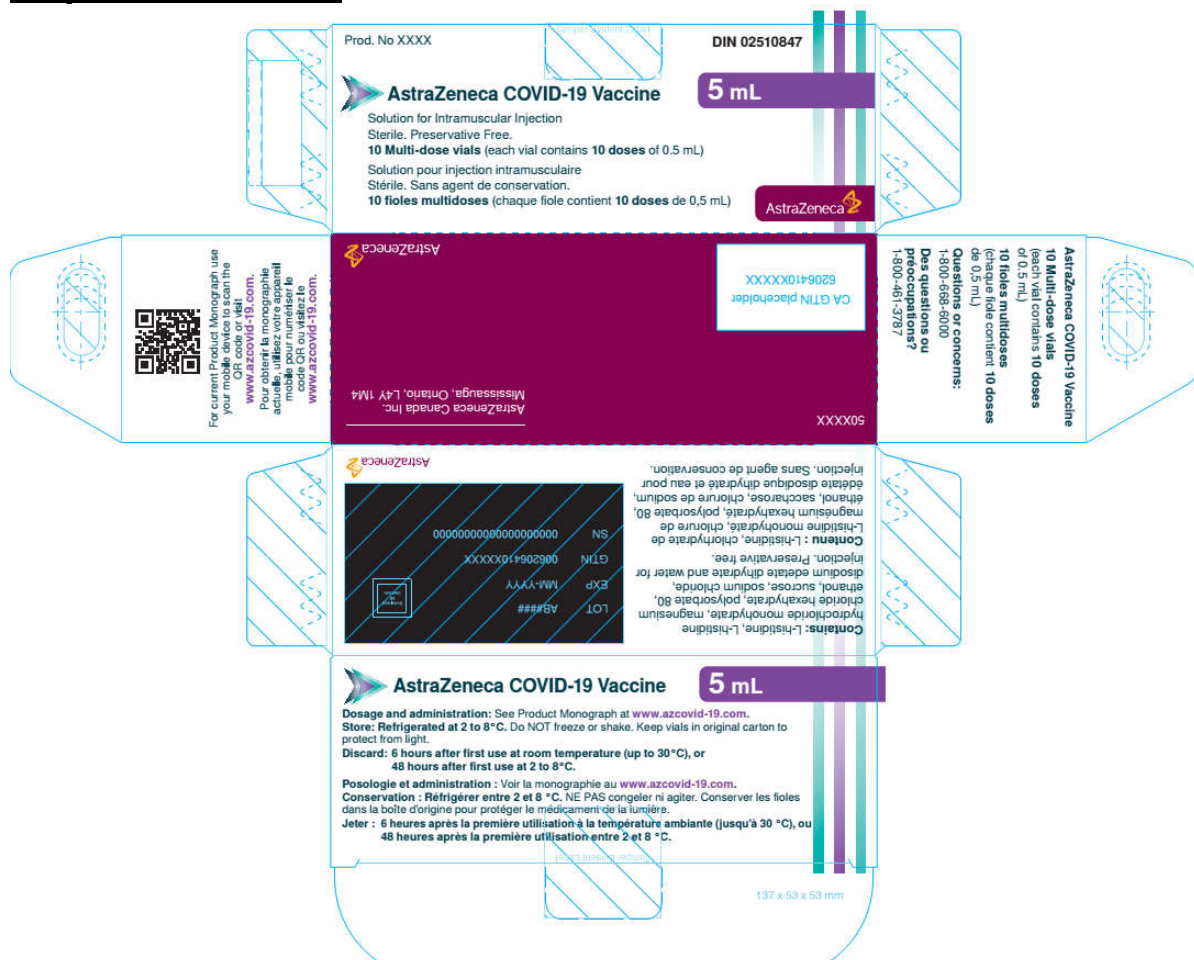 Tamper Evident Label
Prod. No XXXX
DIN 02510847
AstraZeneca COVID-19 Vaccine
5 mL
Solution for Intramuscular Injection
Sterile. Preservative Free.
10 Multi-dose vials (each vial contains 10 doses of 0.5 mL)
Solution pour injection intramusculaire
Stérile. Sans agent de conservation.
10 fioles multidoses (chaque fiole contient 10 doses de 0,5 mL)
AstraZeneca
For current Product Monograph use
your mobile device to scan the
QR code or visit
www.azcovid-19.com.
Pour obtenir la monographie
actuelle, utilisez votre appareil
mobile pour numériser le
code QR ou visitez le
www.azcovid-19.com.
AstraZeneca
CA GTIN placeholder
6206410XXXXX
AstraZeneca Canada Inc.
Mississauga, Ontario, L4Y 1M4
50XXXX
AstraZeneca COVID-19 Vaccine
10 Multi-dose vials
(each vial contains 10 doses
of 0.5 mL)
10 fioles multidoses
(chaque fiole contient 10 doses
de 0,5 mL)
Questions or concerns:
1-800-668-6000
Des questions ou
préoccupations?
1-800-461-3787
Contains: L-histidine, L-histidine
hydrochloride monohydrate, magnesium
chloride hexahydrate, polysorbate 80,
ethanol, sucrose, sodium chloride,
disodium edetate dihydrate and water for
injection. Preservative free.
Contenu : L-histidine, chlorhydrate de
L-histidine monohydraté, chlorure de
magnésium hexahydraté, polysorbate 80,
éthanol, saccharose, chlorure de sodium,
édétate disodique dihydraté et eau pour
injection. Sans agent de conservation.
LOT AB####
EXP MM-YYYY
GTIN 006206410XXXXX
SN 00000000000000000000
AstraZeneca
AstraZeneca COVID-19 Vaccine
5 mL
Dosage and administration: See Product Monograph at www.azcovid-19.com.
Store: Refrigerated at 2 to 8°C. Do NOT freeze or shake. Keep vials in original carton to
protect from light.
Discard: 6 hours after first use at room temperature (up to 30°C), or
48 hours after first use at 2 to 8°C.
Posologie et administration : Voir la monographie au www.azcovid-19.com.
Conservation : Réfrigérer entre 2 et 8 °C. NE PAS congeler ni agiter. Conserver les fioles
dans la boîte d'origine pour protéger le médicament de la lumière.
Jeter : 6 heures après la première utilisation à la température ambiante (jusqu'à 30 °C), ou
48 heures après la première utilisation entre 2 et 8 °C.
Tamper Evident Label
137 x 53 x 53 mm